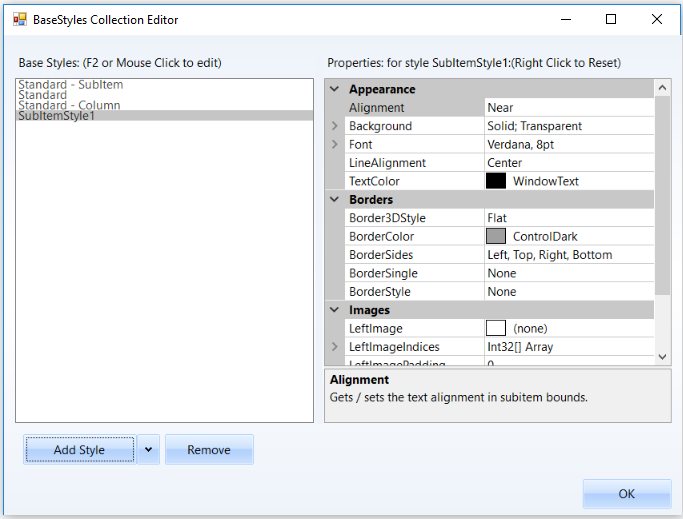 BaseStyles Collection Editor
Base Styles: (F2 or Mouse Click to edit)
Standard - SubItem
Standard
Standard - Column
SubItemStyle1
Add Style
Remove
Properties: for style SubItemStyle1:(Right Click to Reset)
Appearance
Alignment Near
Background Solid; Transparent
Font Verdana, 8pt
LineAlignment Center
TextColor WindowText
Borders
Border3DStyle Flat
BorderColor ControlDark
BorderSides Left, Top, Right, Bottom
BorderSingle None
BorderStyle None
Images
LeftImage (none)
LeftImageIndices Int32[] Array
LeftImagePadding 0
Alignment
Gets / sets the text alignment in subitem bounds.
OK